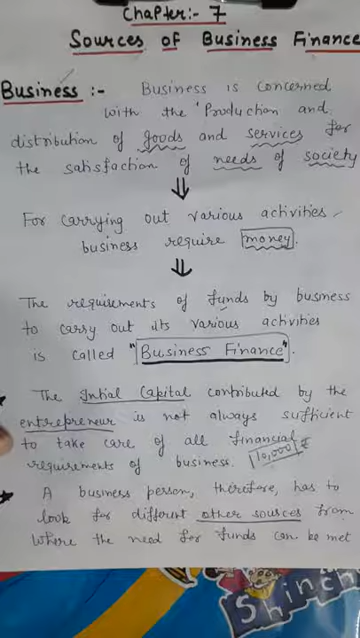 Chapter:- 7
Sources of Business Finance
Business :- Business is concerned
with the Production and
distribution of goods and services for
the satisfaction of needs of society
For carrying out various activities
business require money.
The requirements of funds by business
to carry out its various activities
is called "Business Finance".
The Intial Capital contributed by the
entrepreneur is not always sufficient
to take care of all financial
requirements of business. 10,000
A business person, therefore, has to
look for different other sources from
where the need for funds can be met
Shinch